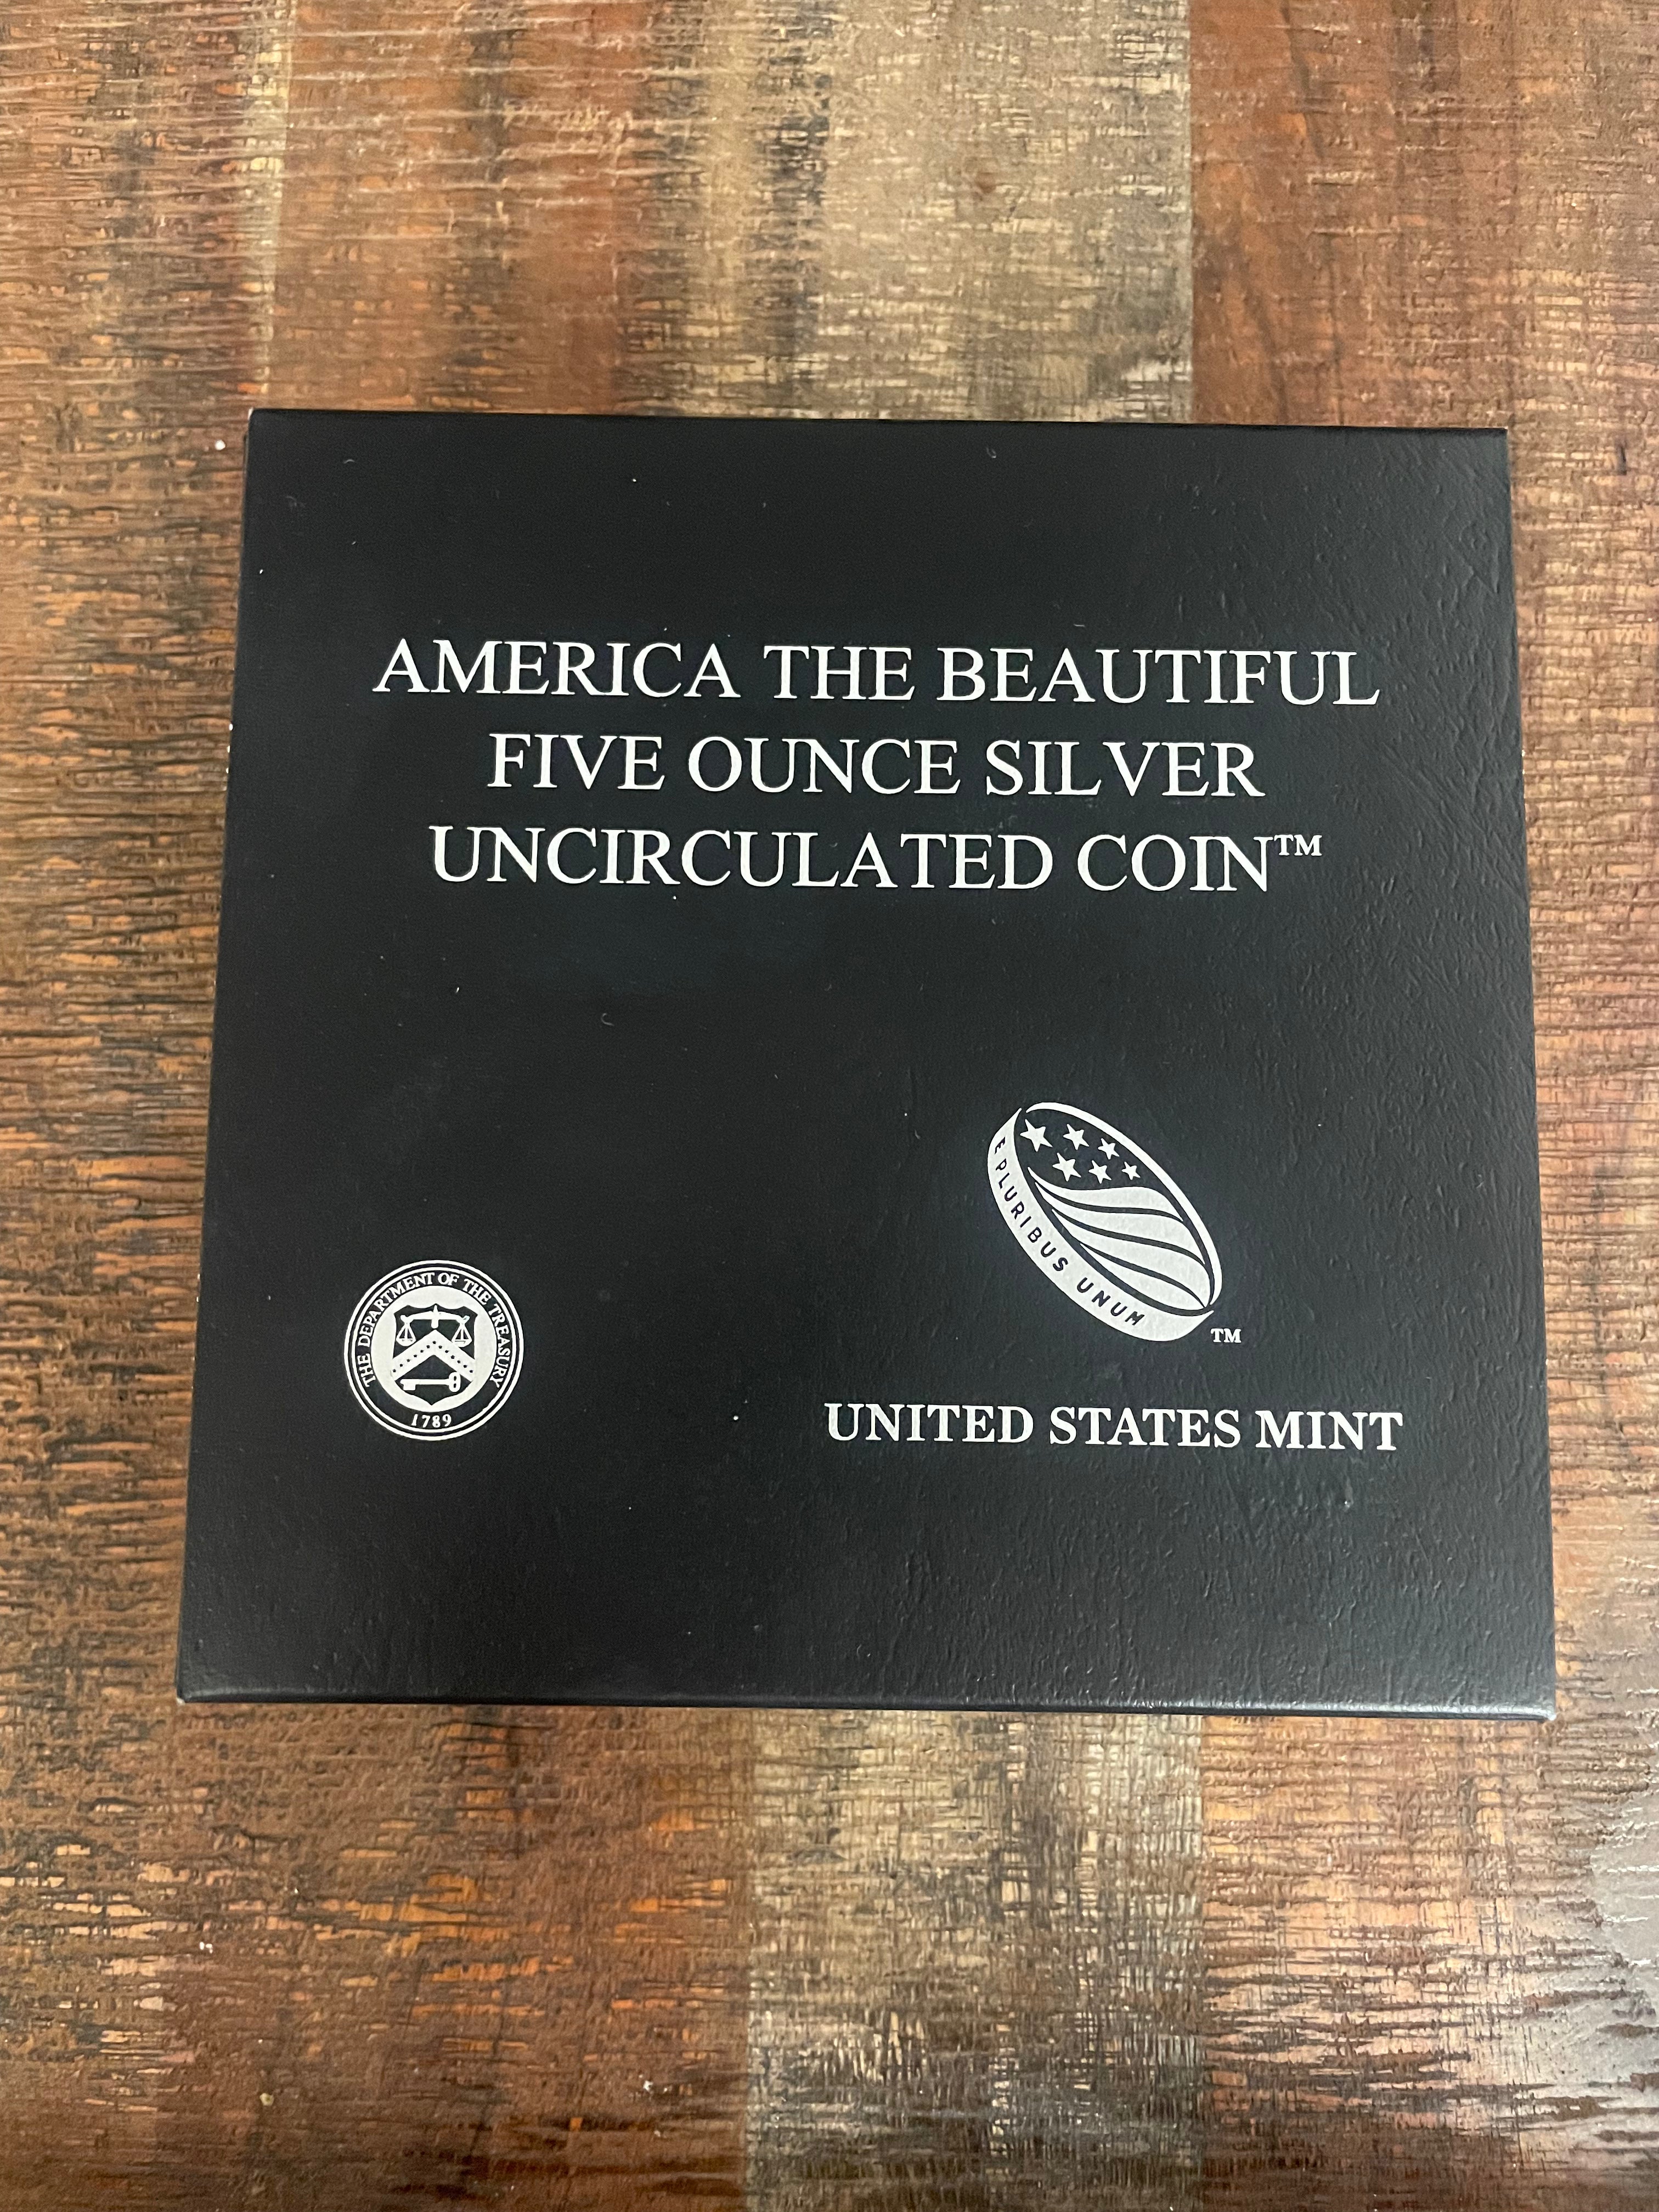 AMERICA THE BEAUTIFUL
FIVE OUNCE SILVER
UNCIRCULATED COIN™
E PLURIBUS UNUM
TM
THE DEPARTMENT OF THE TREASURY
1789
UNITED STATES MINT